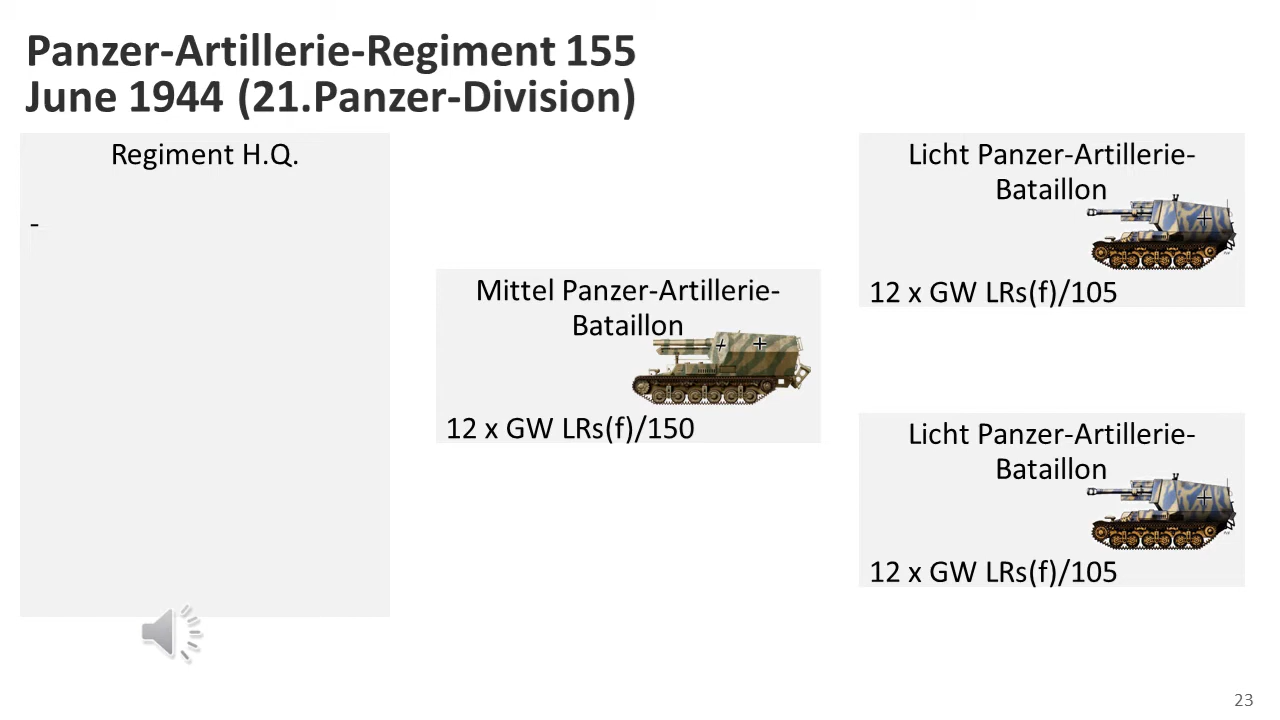 Panzer-Artillerie-Regiment 155
June 1944 (21.Panzer-Division)
Regiment H.Q.
-
Mittel Panzer-Artillerie-
Bataillon
12 x GW LRs(f)/150
Licht Panzer-Artillerie-
Bataillon
12 x GW LRs(f)/105
Licht Panzer-Artillerie-
Bataillon
12 x GW LRs(f)/105
23